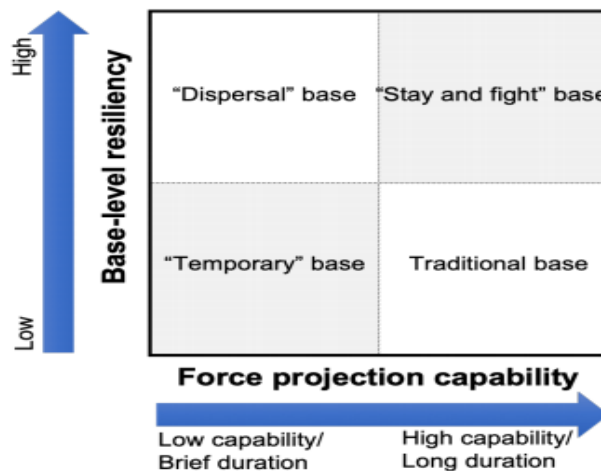 High
Base-level resiliency
Low
“Dispersal” base
“Stay and fight” base
“Temporary” base
Traditional base
Force projection capability
Low capability/
Brief duration
High capability/
Long duration